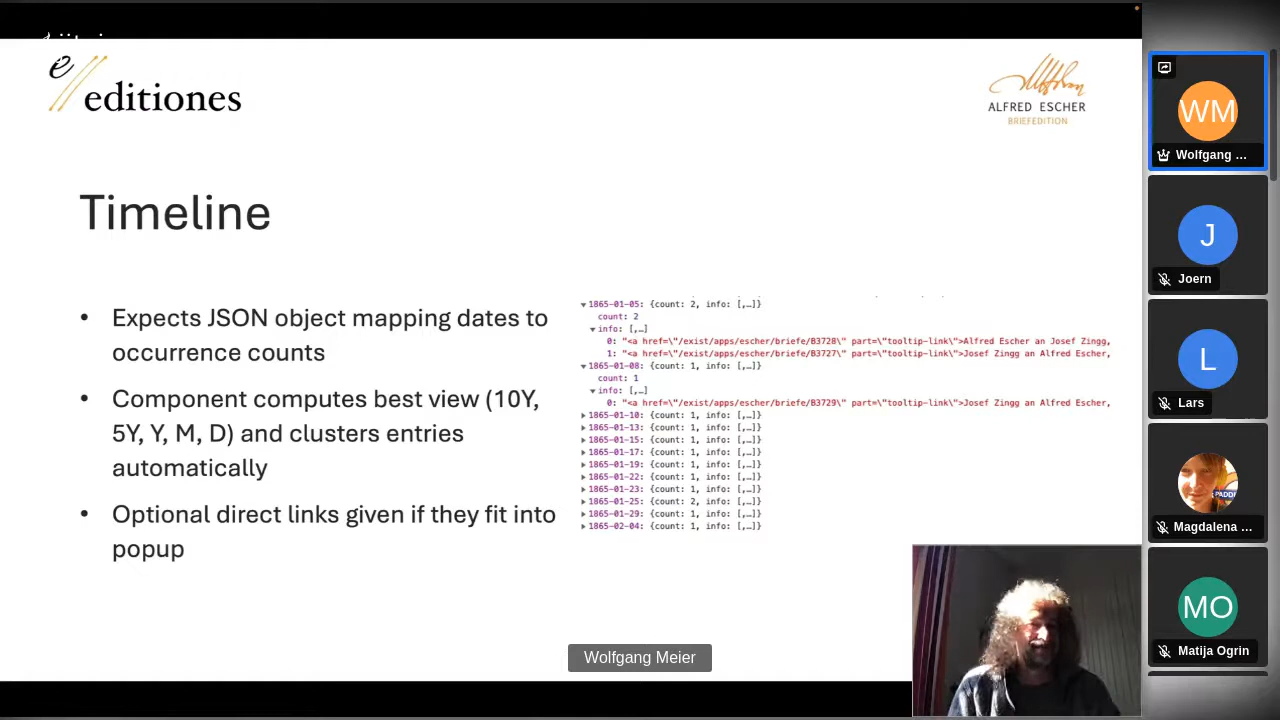 editiones
ALFRED ESCHER
BRIEFEDITION
Timeline
• Expects JSON object mapping dates to
occurrence counts
• Component computes best view (10Y,
5Y, Y, M, D) and clusters entries
automatically
• Optional direct links given if they fit into
popup
▼1865-01-05: {count: 2, info: [,…]}
count: 2
▼info: [,…]
0: "<a href=\"/exist/apps/escher/briefe/B3728\" part=\"tooltip-link\">Alfred Escher an Josef Zingg,
1: "<a href=\"/exist/apps/escher/briefe/B3727\" part=\"tooltip-link\">Josef Zingg an Alfred Escher,
▼1865-01-08: {count: 1, info: [,…]}
count: 1
▼info: [,…]
0: "<a href=\"/exist/apps/escher/briefe/B3729\" part=\"tooltip-link\">Josef Zingg an Alfred Escher,
▶1865-01-10: {count: 1, info: [,…]}
▶1865-01-13: {count: 1, info: [,…]}
▶1865-01-15: {count: 1, info: [,…]}
▶1865-01-17: {count: 1, info: [,…]}
▶1865-01-19: {count: 1, info: [,…]}
▶1865-01-22: {count: 1, info: [,…]}
▶1865-01-23: {count: 1, info: [,…]}
▶1865-01-25: {count: 2, info: [,…]}
▶1865-01-29: {count: 1, info: [,…]}
▶1865-02-04: {count: 1, info: [,…]}
Wolfgang Meier
WM
Wolfgang ...
J
Joern
L
Lars
PADDI
Magdalena ...
MO
Matija Ogrin